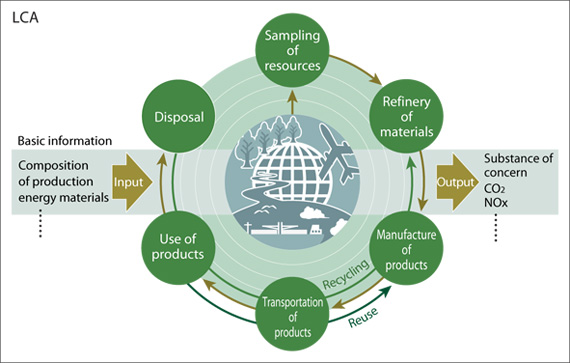 LCA
Sampling
of
resources
Disposal
Refinery
of
materials
Basic information
Composition
of production
energy materials
Input
Output
Substance of
concern
CO₂
NOx
Use of
products
Manufacture
of
products
Recycling
Transportation
of
products
Reuse